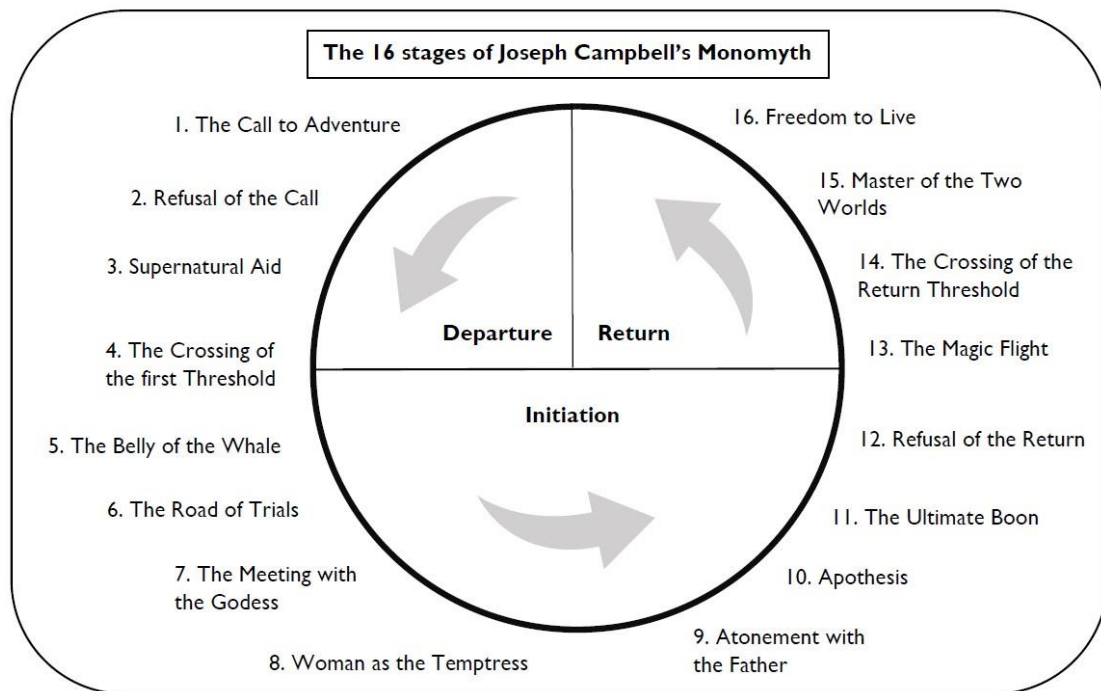 The 16 stages of Joseph Campbell's Monomyth
1. The Call to Adventure
2. Refusal of the Call
3. Supernatural Aid
4. The Crossing of
the first Threshold
5. The Belly of the Whale
6. The Road of Trials
7. The Meeting with
the Godess
8. Woman as the Temptress
9. Atonement with
the Father
10. Apothesis
11. The Ultimate Boon
12. Refusal of the Return
13. The Magic Flight
14. The Crossing of the
Return Threshold
15. Master of the Two
Worlds
16. Freedom to Live
Departure
Return
Initiation